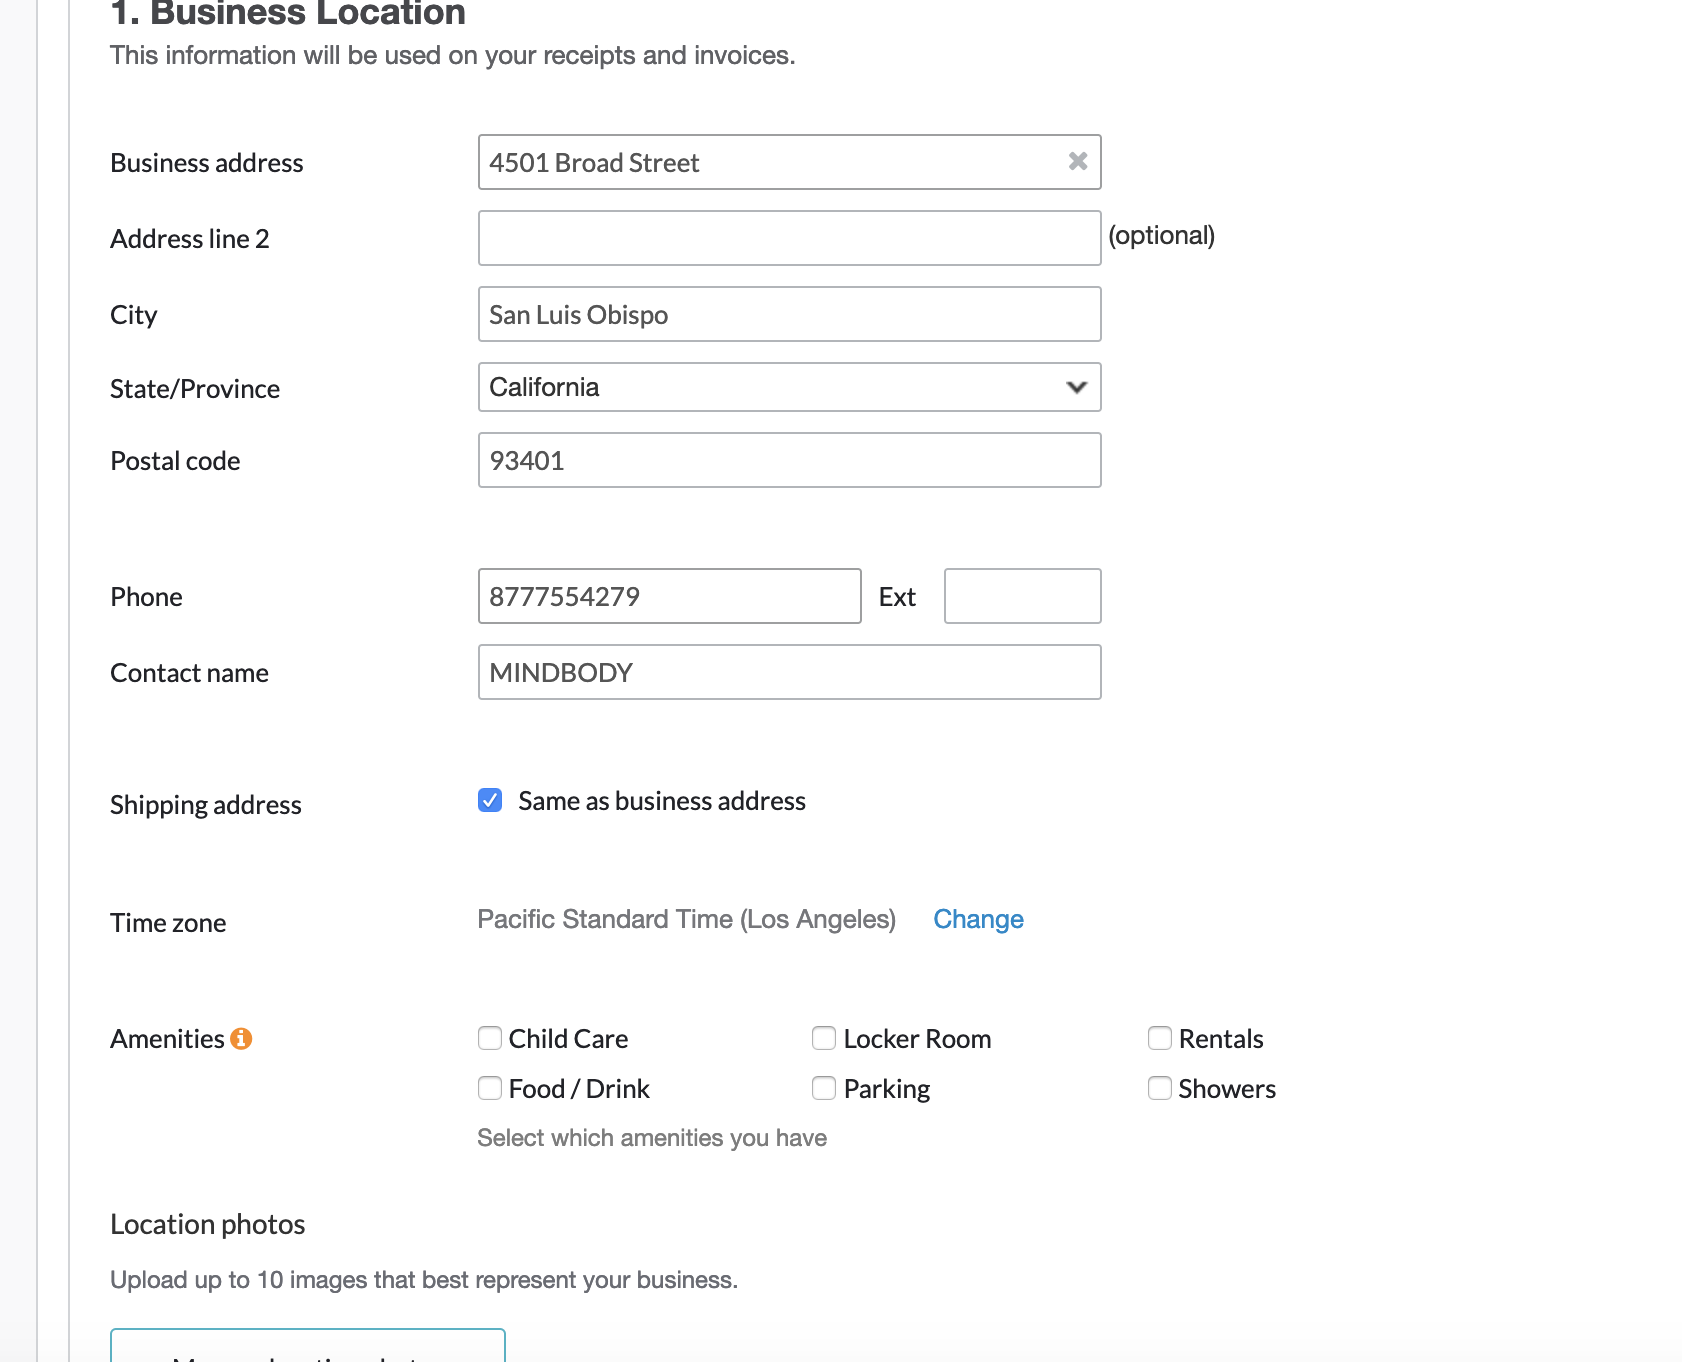 1. Business Location
This information will be used on your receipts and invoices.
Business address 4501 Broad Street
Address line 2 (optional)
City San Luis Obispo
State/Province California
Postal code 93401
Phone 8777554279 Ext
Contact name MINDBODY
Shipping address Same as business address
Time zone Pacific Standard Time (Los Angeles) Change
Amenities Child Care Locker Room Rentals
Food / Drink Parking Showers
Select which amenities you have
Location photos
Upload up to 10 images that best represent your business.